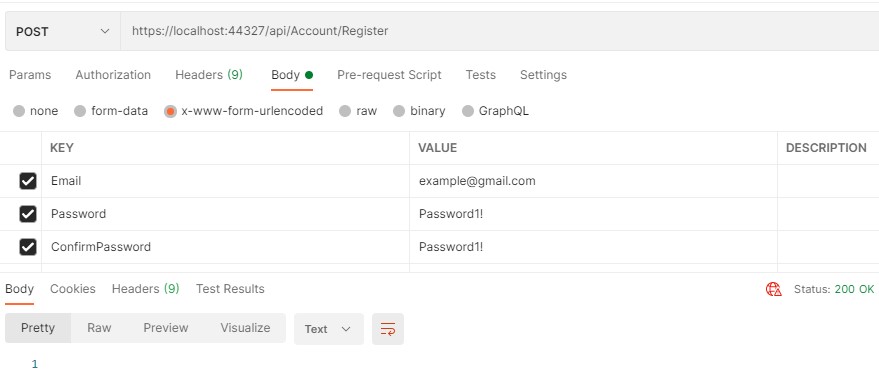 POST https://localhost:44327/api/Account/Register
Params Authorization Headers (9) Body Pre-request Script Tests Settings
none form-data x-www-form-urlencoded raw binary GraphQL
KEY VALUE DESCRIPTION
Email example@gmail.com
Password Password1!
ConfirmPassword Password1!
Body Cookies Headers (9) Test Results Status: 200 OK
Pretty Raw Preview Visualize Text
1